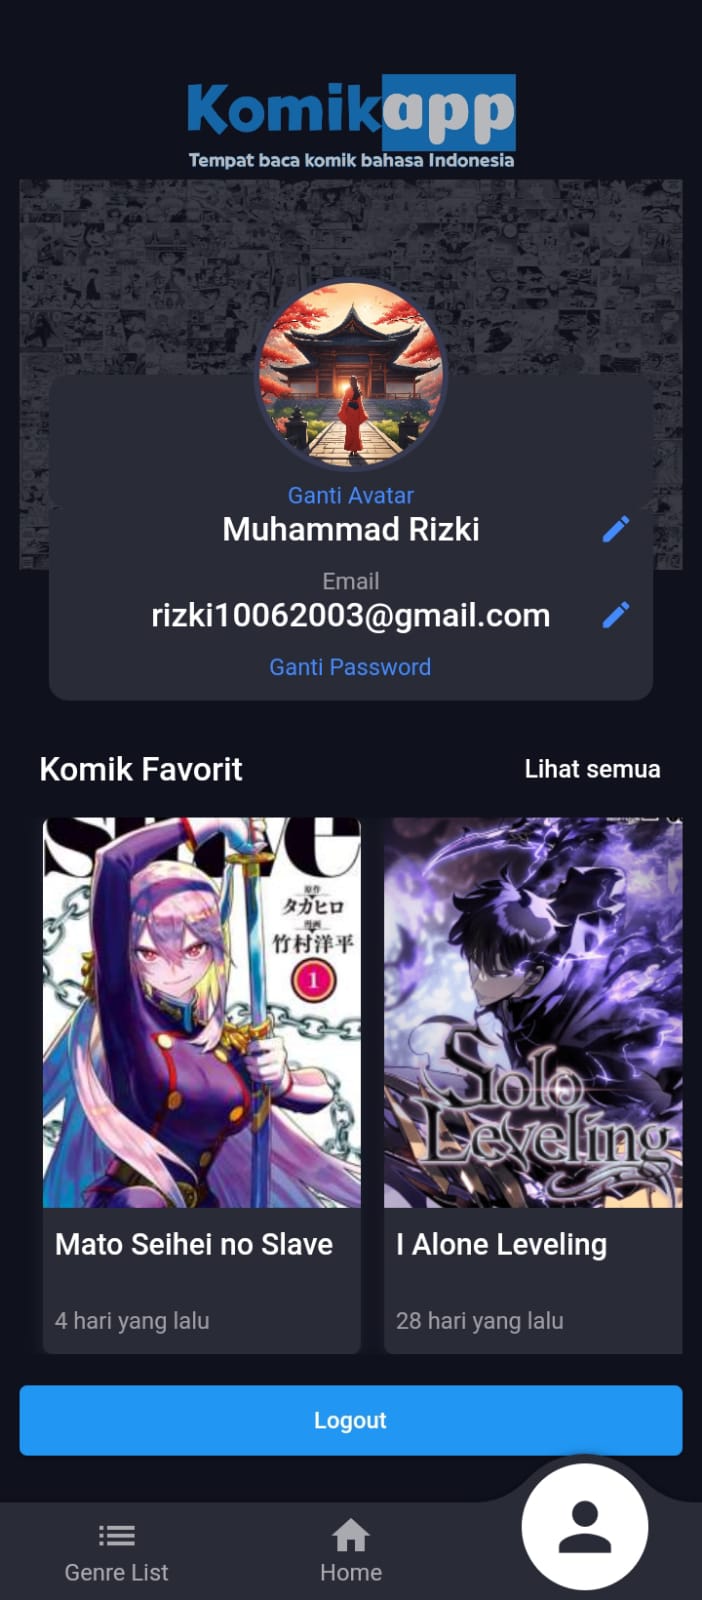 Komikapp
Tempat baca komik bahasa Indonesia
Ganti Avatar
Muhammad Rizki
Email
rizki10062003@gmail.com
Ganti Password
Komik Favorit
Lihat semua
原作
タカヒロ
漫画
竹村洋平
1
Solo
Leveling
Mato Seihei no Slave
I Alone Leveling
4 hari yang lalu
28 hari yang lalu
Logout
Genre List
Home